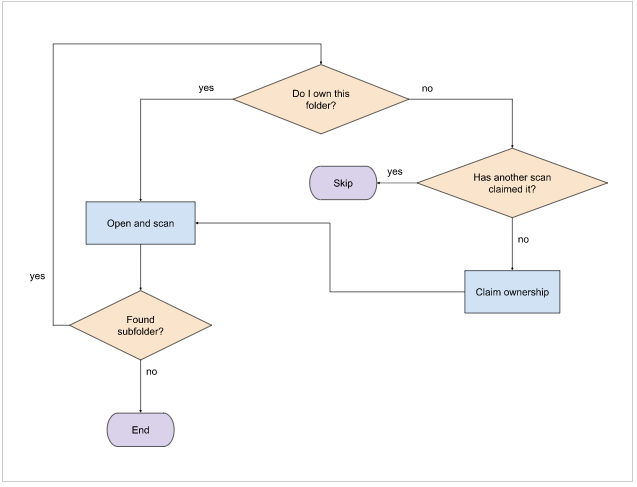 Do I own this
folder?
yes
no
Has another scan
claimed it?
yes
Skip
no
Open and scan
Claim ownership
yes
Found
subfolder?
no
End